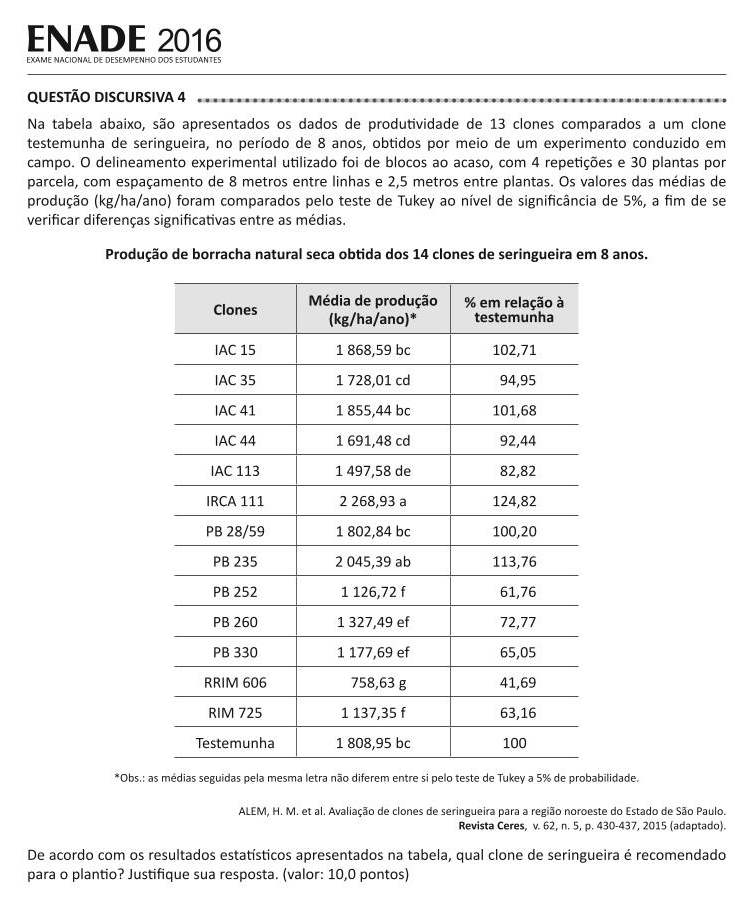 ENADE 2016
EXAME NACIONAL DE DESEMPENHO DOS ESTUDANTES
QUESTÃO DISCURSIVA 4
Na tabela abaixo, são apresentados os dados de produtividade de 13 clones comparados a um clone
testemunha de seringueira, no período de 8 anos, obtidos por meio de um experimento conduzido em
campo. O delineamento experimental utilizado foi de blocos ao acaso, com 4 repetições e 30 plantas por
parcela, com espaçamento de 8 metros entre linhas e 2,5 metros entre plantas. Os valores das médias de
produção (kg/ha/ano) foram comparados pelo teste de Tukey ao nível de significância de 5%, a fim de se
verificar diferenças significativas entre as médias.
Produção de borracha natural seca obtida dos 14 clones de seringueira em 8 anos.
Clones Média de produção (kg/ha/ano)* % em relação à testemunha
IAC 15 1 868,59 bc 102,71
IAC 35 1 728,01 cd 94,95
IAC 41 1 855,44 bc 101,68
IAC 44 1 691,48 cd 92,44
IAC 113 1 497,58 de 82,82
IRCA 111 2 268,93 a 124,82
PB 28/59 1 802,84 bc 100,20
PB 235 2 045,39 ab 113,76
PB 252 1 126,72 f 61,76
PB 260 1 327,49 ef 72,77
PB 330 1 177,69 ef 65,05
RRIM 606 758,63 g 41,69
RIM 725 1 137,35 f 63,16
Testemunha 1 808,95 bc 100
*Obs.: as médias seguidas pela mesma letra não diferem entre si pelo teste de Tukey a 5% de probabilidade.
ALEM, H. M. et al. Avaliação de clones de seringueira para a região noroeste do Estado de São Paulo.
Revista Ceres, v. 62, n. 5, p. 430-437, 2015 (adaptado).
De acordo com os resultados estatísticos apresentados na tabela, qual clone de seringueira é recomendado
para o plantio? Justifique sua resposta. (valor: 10,0 pontos)